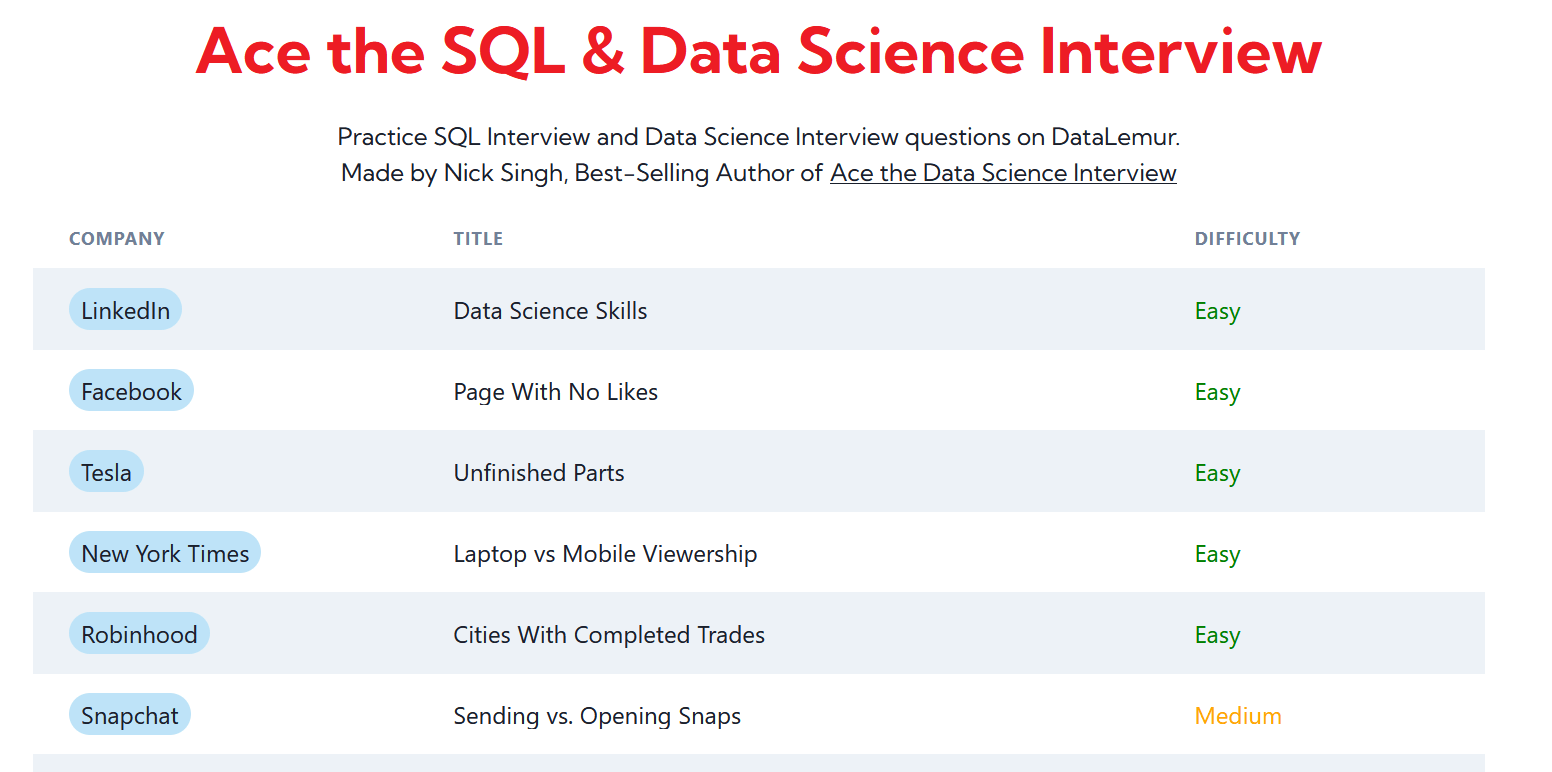 Ace the SQL & Data Science Interview
Practice SQL Interview and Data Science Interview questions on DataLemur.
Made by Nick Singh, Best-Selling Author of Ace the Data Science Interview
COMPANY TITLE DIFFICULTY
LinkedIn Data Science Skills Easy
Facebook Page With No Likes Easy
Tesla Unfinished Parts Easy
New York Times Laptop vs Mobile Viewership Easy
Robinhood Cities With Completed Trades Easy
Snapchat Sending vs. Opening Snaps Medium